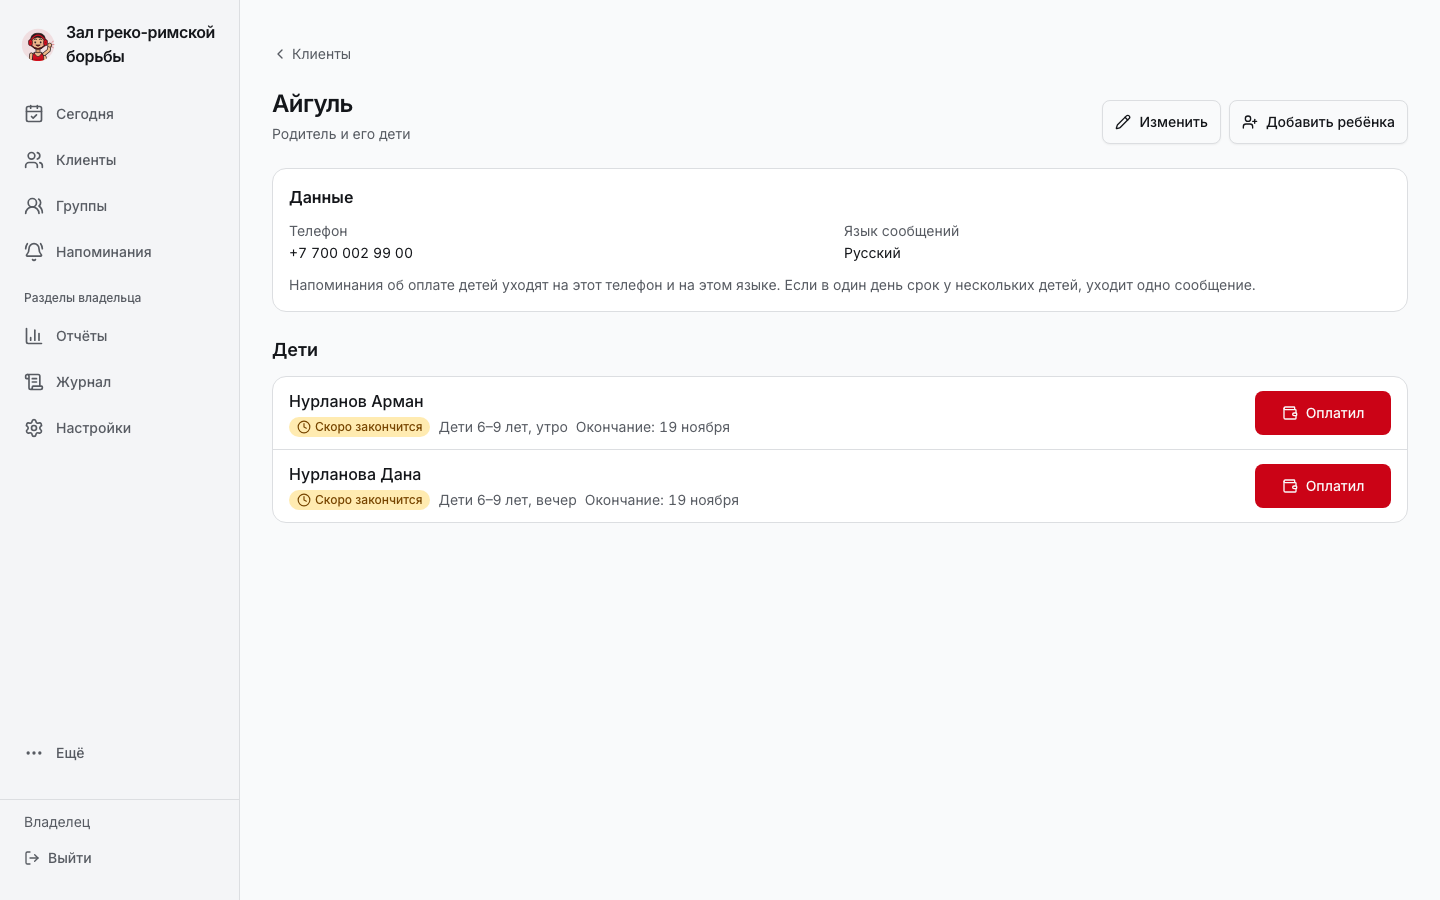 Зал греко-римской
борьбы
Сегодня
Клиенты
Группы
Напоминания
Разделы владельца
Отчёты
Журнал
Настройки
Ещё
Владелец
Выйти
Клиенты
Айгуль
Родитель и его дети
Изменить
Добавить ребёнка
Данные
Телефон
+7 700 002 99 00
Язык сообщений
Русский
Напоминания об оплате детей уходят на этот телефон и на этом языке. Если в один день срок у нескольких детей, уходит одно сообщение.
Дети
Нурланов Арман
Скоро закончится Дети 6–9 лет, утро Окончание: 19 ноября
Оплатил
Нурланова Дана
Скоро закончится Дети 6–9 лет, вечер Окончание: 19 ноября
Оплатил